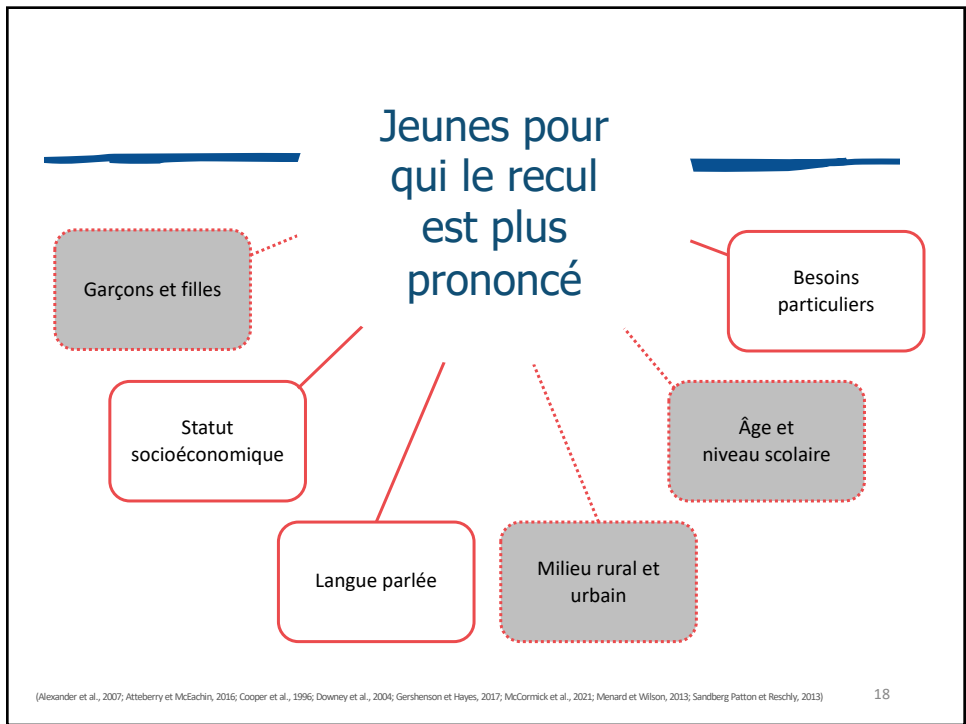 Jeunes pour
qui le recul
est plus
prononcé
Garçons et filles
Besoins
particuliers
Statut
socioéconomique
Âge et
niveau scolaire
Langue parlée
Milieu rural et
urbain
(Alexander et al., 2007; Atteberry et McEachin, 2016; Cooper et al., 1996; Downey et al., 2004; Gershenson et Hayes, 2017; McCormick et al., 2021; Menard et Wilson, 2013; Sandberg Patton et Reschly, 2013)
18